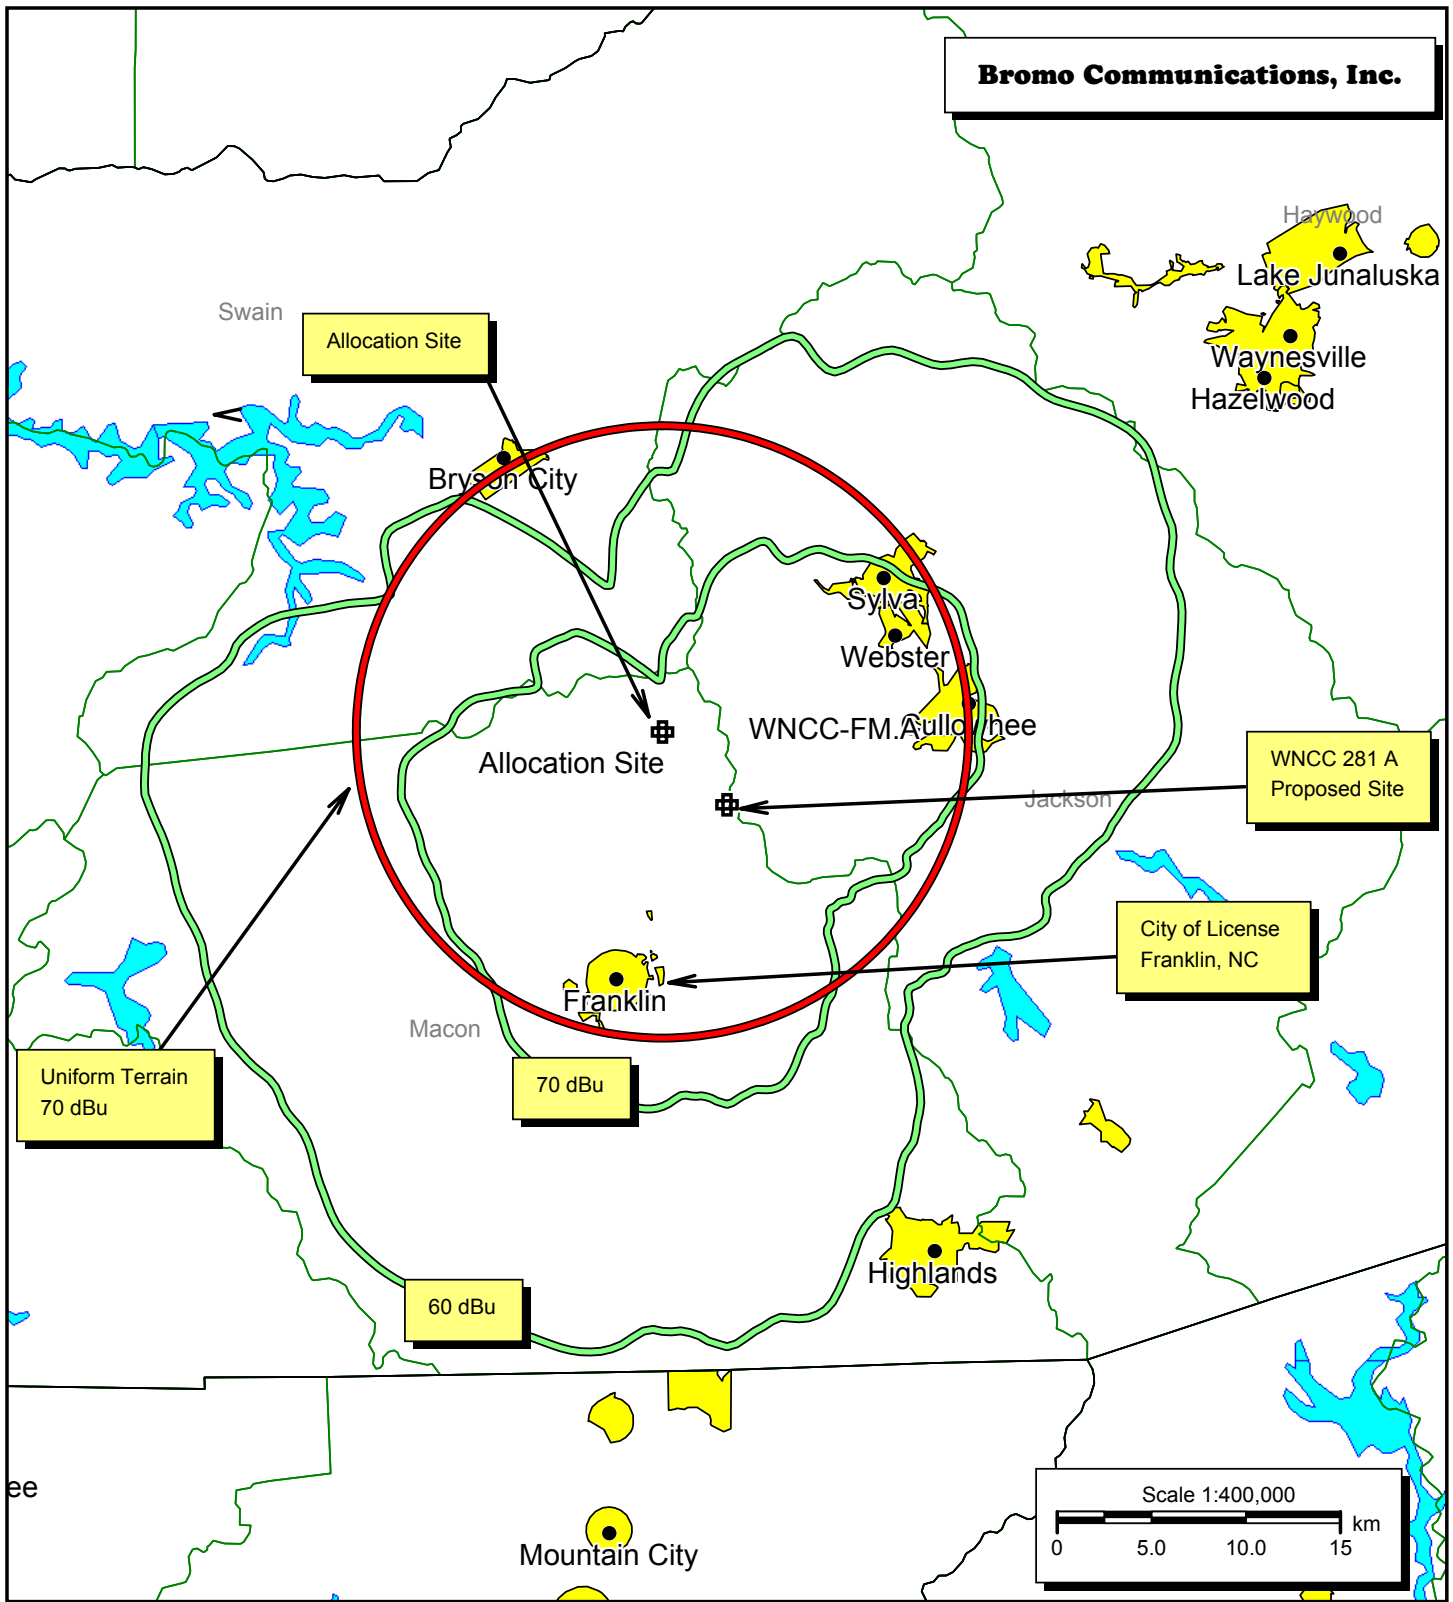 Bromo Communications, Inc.
Haywood
Lake Junaluska
Swain
Allocation Site
Waynesville
Hazelwood
Bryson City
Sylva
Webster
WNCC-FM.A
Cullowhee
Allocation Site
WNCC 281 A
Proposed Site
Jackson
City of License
Franklin, NC
Franklin
Macon
Uniform Terrain
70 dBu
70 dBu
Highlands
60 dBu
ee
Mountain City
Scale 1:400,000
km
0 5.0 10.0 15